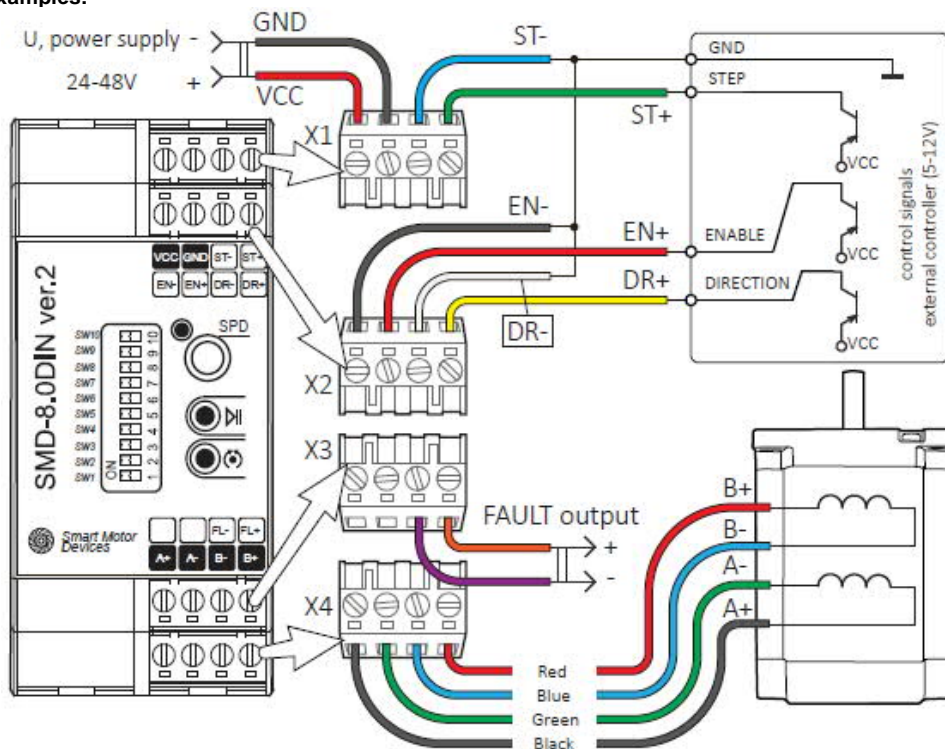 xamples:
U, power supply -
24-48V +
GND
VCC
ST-
ST+
X1
GND
STEP
VCC
EN-
EN+
ENABLE
VCC
DR+
DIRECTION
DR-
VCC
control signals
external controller (5-12V)
X2
SMD-8.0DIN ver.2
VCC GND ST- ST+
EN- EN+ DR- DR+
SPD
SW10 10
SW9 9
SW8 8
SW7 7
SW6 6
SW5 5
SW4 4
SW3 3
SW2 2
SW1 1
ON
Smart Motor
Devices
FL- FL+
A+ A- B- B+
X3
FAULT output
+
-
X4
B+
B-
A-
A+
Red
Blue
Green
Black